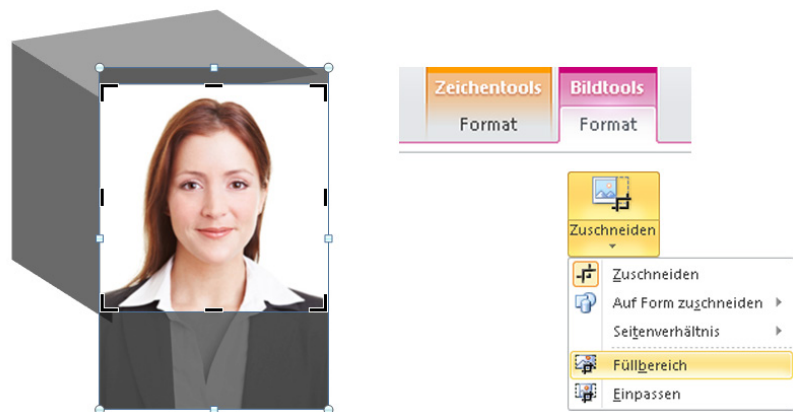 Zeichentools Bildtools
Format Format
Zuschneiden
Zuschneiden
Auf Form zuschneiden
Seitenverhältnis
Füllbereich
Einpassen